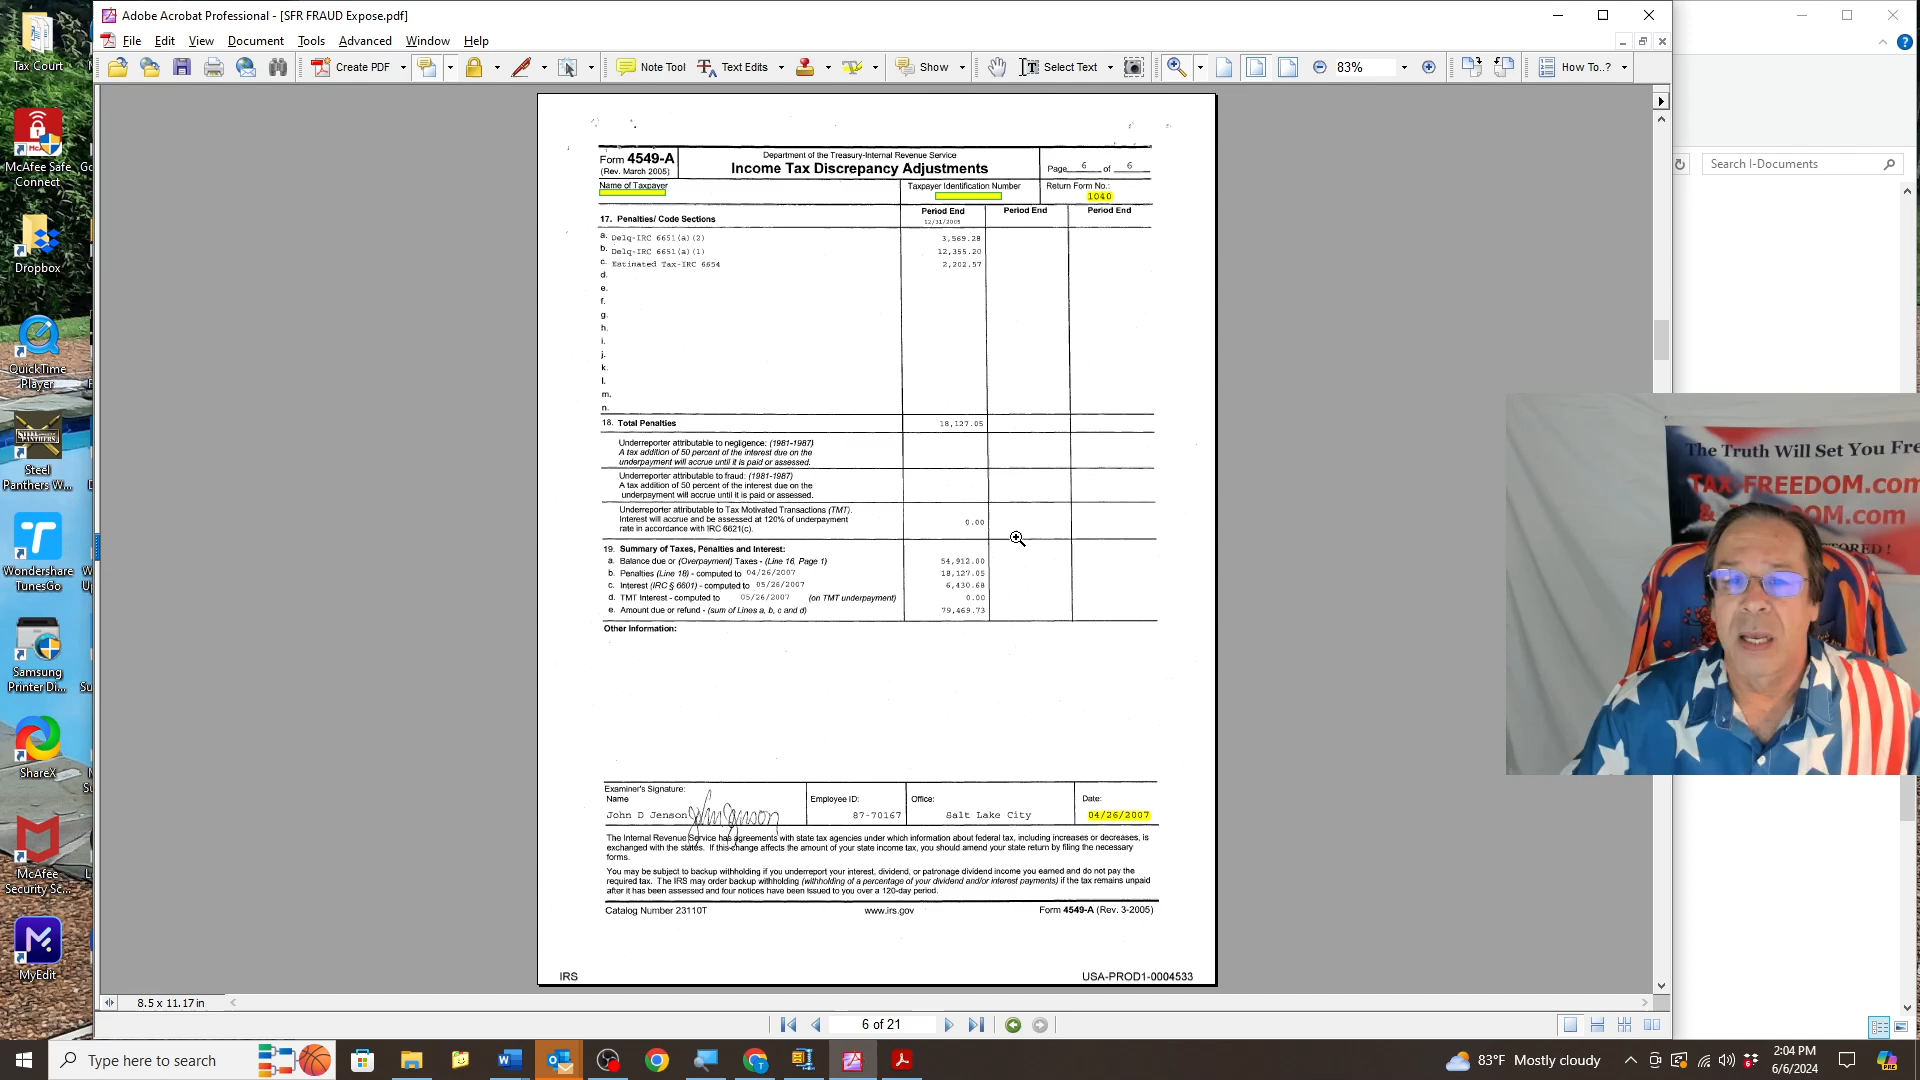 Adobe Acrobat Professional - [SFR FRAUD Expose.pdf]
File Edit View Document Tools Advanced Window Help
Create PDF Note Tool Text Edits Show Select Text 83% How To..?
Search I-Documents
Tax Court
McAfee Safe Connect
Dropbox
QuickTime Player
Steel Panthers W...
Wondershare TunesGo
Samsung Printer Di...
ShareX
McAfee Security Sc...
MyEdit
Form 4549-A
(Rev. March 2005)
Department of the Treasury-Internal Revenue Service
Income Tax Discrepancy Adjustments
Page 6 of 6
Name of Taxpayer
Taxpayer Identification Number
Return Form No.:
1040
17. Penalties/ Code Sections
Period End
12/31/2005
Period End
Period End
a. Delq-IRC 6651(a)(2) 3,569.28
b. Delq-IRC 6651(a)(1) 12,355.20
c. Estimated Tax-IRC 6654 2,202.57
d.
e.
f.
g.
h.
i.
j.
k.
l.
m.
n.
18. Total Penalties 18,127.05
Underreporter attributable to negligence: (1981-1987)
A tax addition of 50 percent of the interest due on the
underpayment will accrue until it is paid or assessed.
Underreporter attributable to fraud: (1981-1987)
A tax addition of 50 percent of the interest due on the
underpayment will accrue until it is paid or assessed.
Underreporter attributable to Tax Motivated Transactions (TMT).
Interest will accrue and be assessed at 120% of underpayment
rate in accordance with IRC 6621(c). 0.00
19. Summary of Taxes, Penalties and Interest:
a. Balance due or (Overpayment) Taxes - (Line 16, Page 1) 54,912.00
b. Penalties (Line 18) - computed to 04/26/2007 18,127.05
c. Interest (IRC § 6601) - computed to 05/26/2007 6,430.68
d. TMT Interest - computed to 05/26/2007 (on TMT underpayment) 0.00
e. Amount due or refund - (sum of Lines a, b, c and d) 79,469.73
Other Information:
Examiner's Signature:
Name
John D Jenson
Employee ID:
87-70167
Office:
Salt Lake City
Date:
04/26/2007
The Internal Revenue Service has agreements with state tax agencies under which information about federal tax, including increases or decreases, is
exchanged with the states. If this change affects the amount of your state income tax, you should amend your state return by filing the necessary
forms.
You may be subject to backup withholding if you underreport your interest, dividend, or patronage dividend income you earned and do not pay the
required tax. The IRS may order backup withholding (withholding of a percentage of your dividend and/or interest payments) if the tax remains unpaid
after it has been assessed and four notices have been issued to you over a 120-day period.
Catalog Number 23110T www.irs.gov Form 4549-A (Rev. 3-2005)
IRS USA-PROD1-0004533
The Truth Will Set You Fre
TAX-FREEDOM.com
8.5 x 11.17 in
6 of 21
Type here to search
83°F Mostly cloudy
2:04 PM
6/6/2024